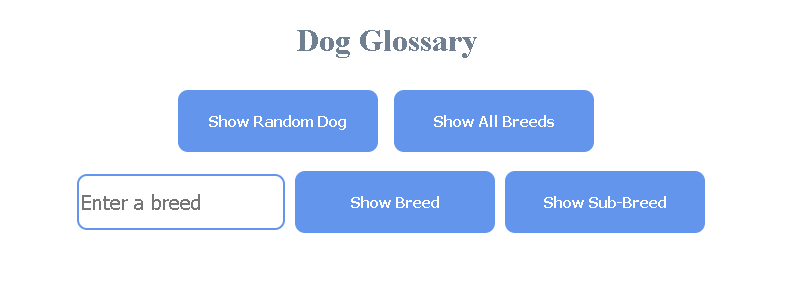 Dog Glossary
Show Random Dog
Show All Breeds
Enter a breed
Show Breed
Show Sub-Breed